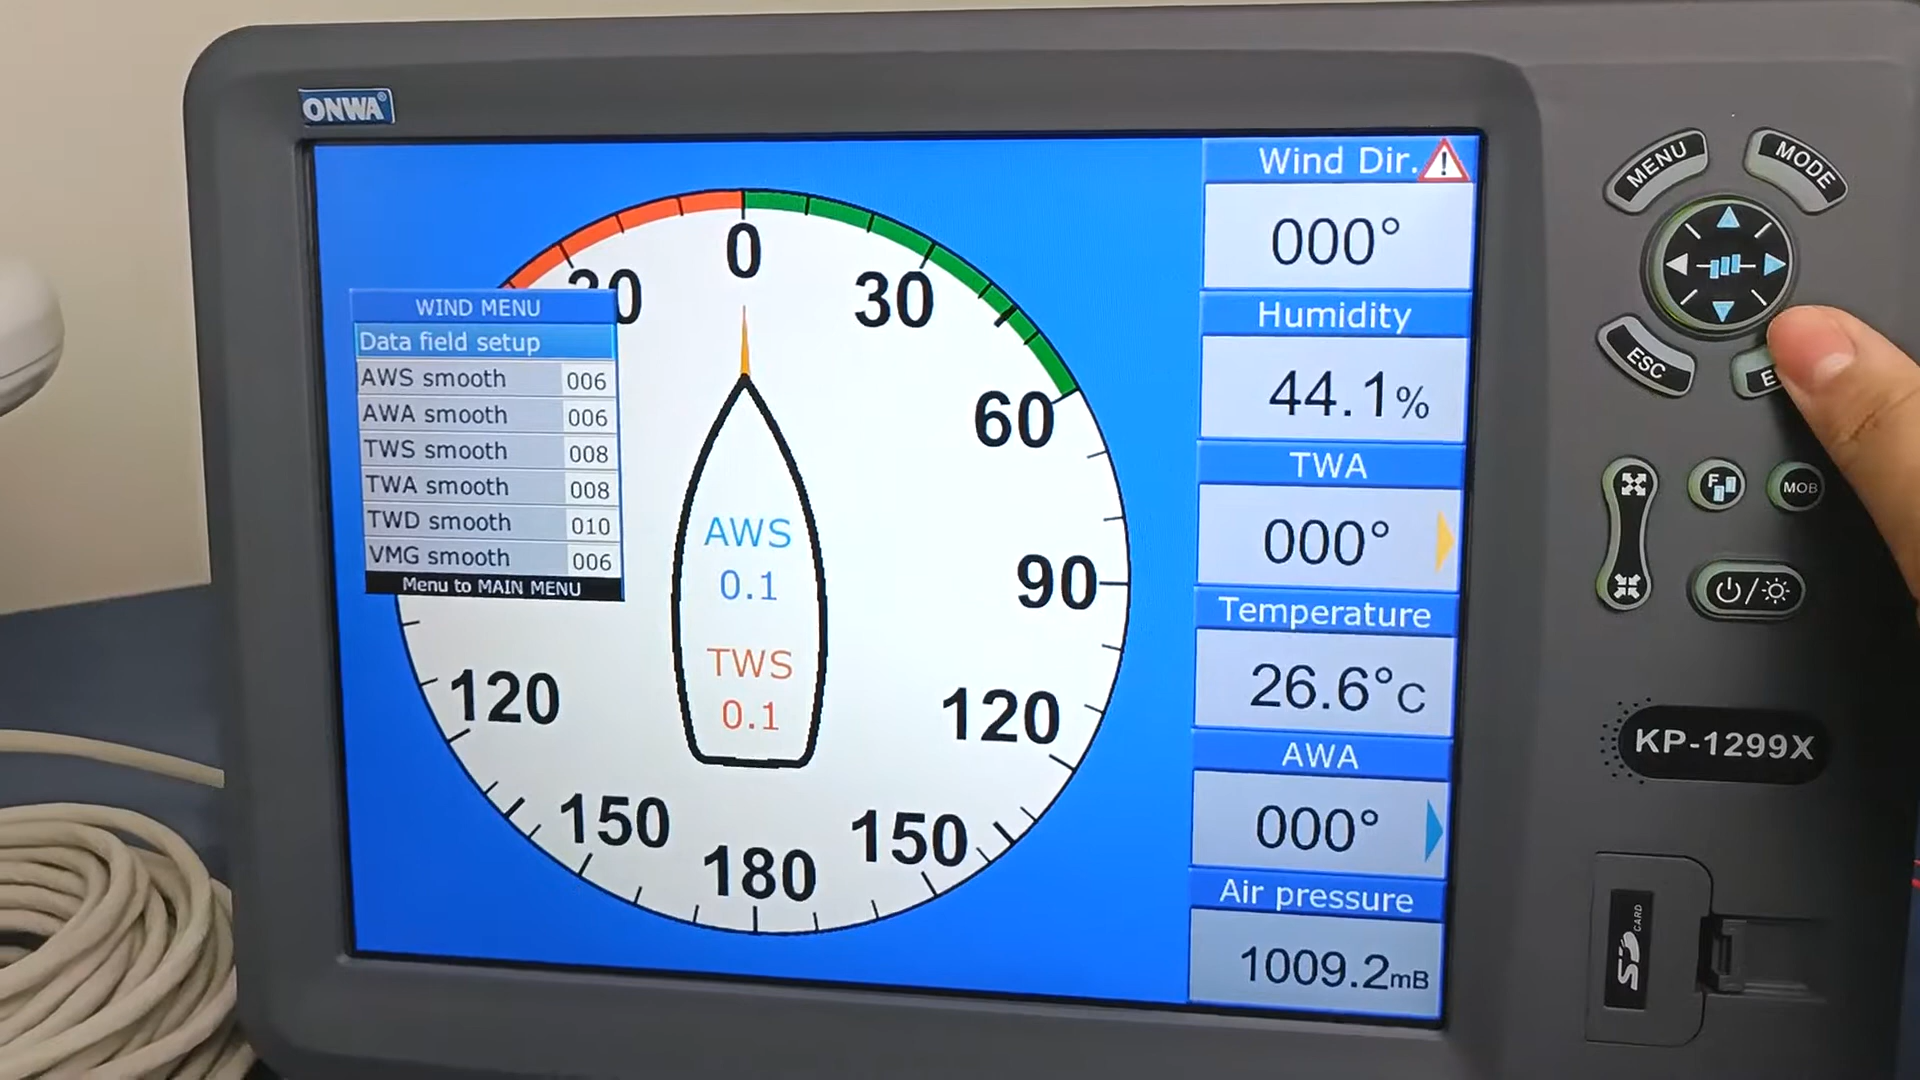 ONWA®
WIND MENU
Data field setup
AWS smooth 006
AWA smooth 006
TWS smooth 008
TWA smooth 008
TWD smooth 010
VMG smooth 006
Menu to MAIN MENU
0
30
60
90
120
150
180
150
120
AWS
0.1
TWS
0.1
Wind Dir.
000°
Humidity
44.1%
TWA
000°
Temperature
26.6°C
AWA
000°
Air pressure
1009.2mB
MENU
MODE
ESC
F
MOB
KP-1299X
SD
CARD